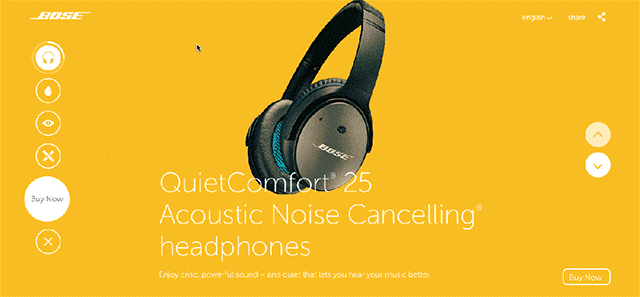 BOSE
english
share
BOSE
Buy Now
QuietComfort® 25
Acoustic Noise Cancelling®
headphones
Enjoy crisp, powerful sound – and quiet that lets you hear your music better.
Buy Now